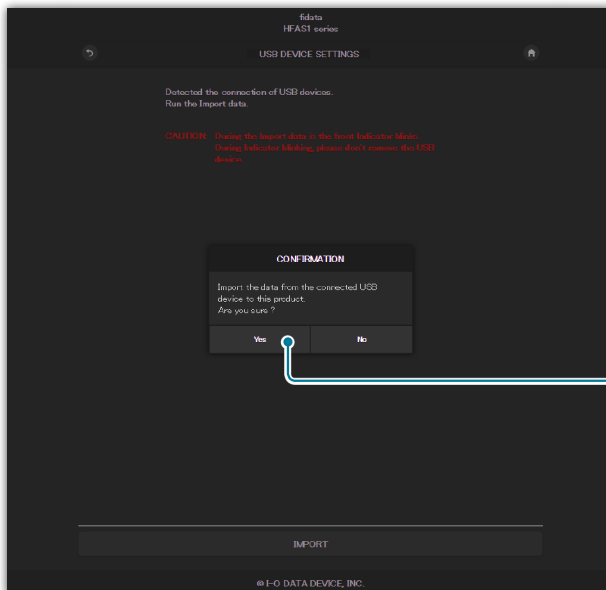 fidata
HFAS1 series
USB DEVICE SETTINGS
Detected the connection of USB devices.
Run the Import data.
CAUTION: During the Import data is the front Indicator blinks.
During Indicator blinking, please don't remove the USB
device.
CONFIRMATION
Import the data from the connected USB
device to this product.
Are you sure ?
Yes No
IMPORT
© I-O DATA DEVICE, INC.